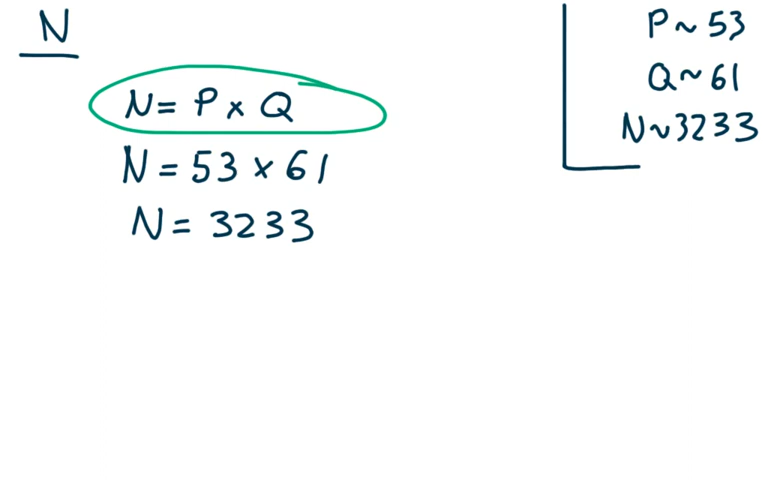 N
N = P x Q
N = 53 x 61
N = 3233
P ~ 53
Q ~ 61
N ~ 3233